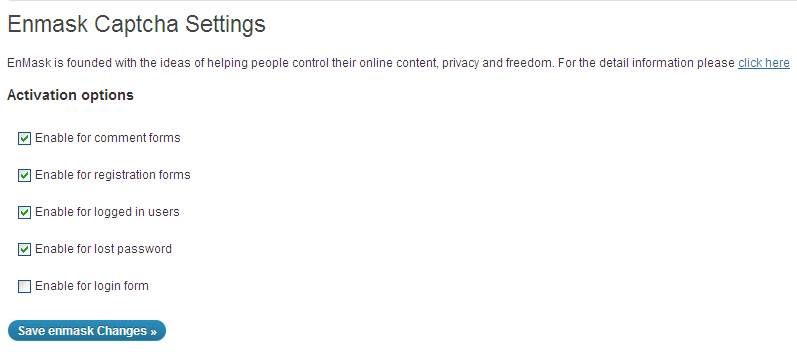 Enmask Captcha Settings
EnMask is founded with the ideas of helping people control their online content, privacy and freedom. For the detail information please click here
Activation options
Enable for comment forms
Enable for registration forms
Enable for logged in users
Enable for lost password
Enable for login form
Save enmask Changes »